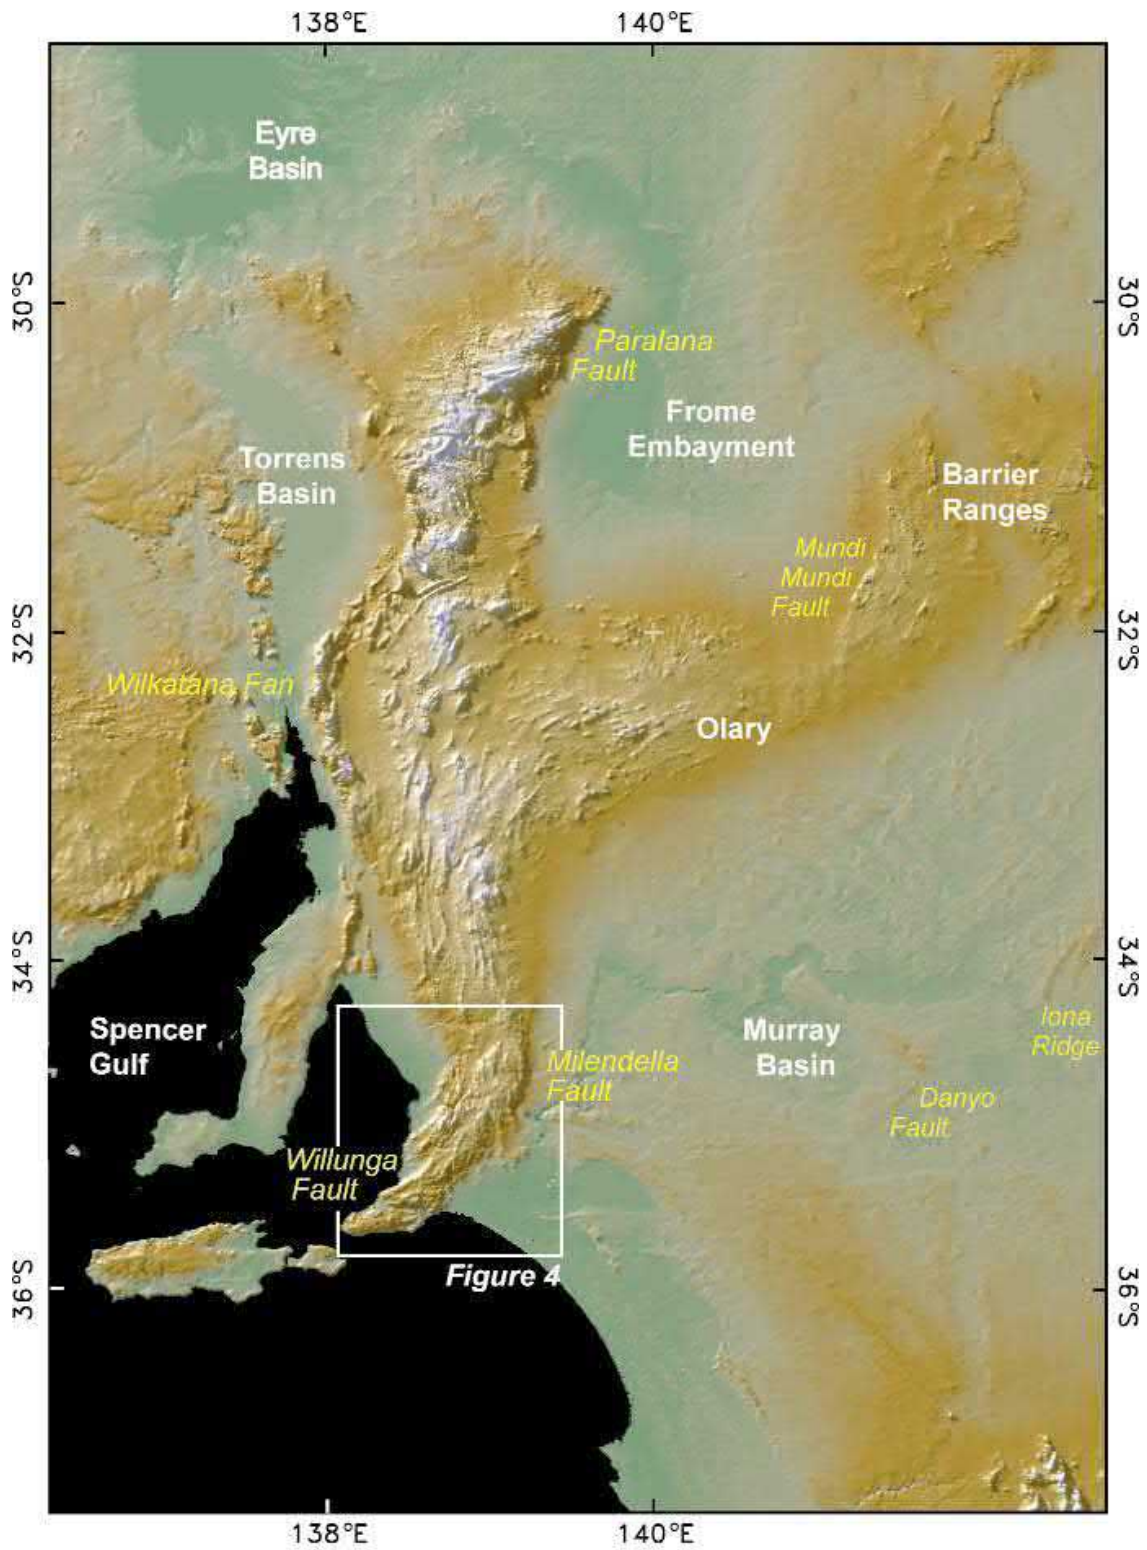 138°E
140°E
Eyre
Basin
30°S
30°S
Paralana
Fault
Frome
Embayment
Torrens
Basin
Barrier
Ranges
Mundi
Mundi
Fault
32°S
32°S
Wilkatana Fan
Olary
34°S
34°S
Spencer
Gulf
Murray
Basin
Iona
Ridge
Milendella
Fault
Danyo
Fault
Willunga
Fault
Figure 4
36°S
36°S
138°E
140°E